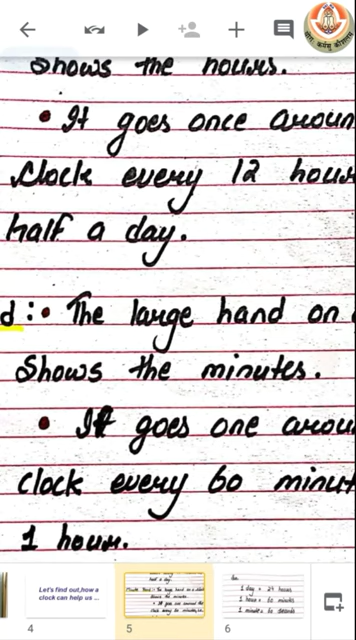 shows the hours.
• It goes once aroun
clock every 12 hour
half a day.
d :• The large hand on
shows the minutes.
• It goes one arou
clock every 60 minut
1 hour.
Let's find out,how a
clock can help us ...
half a day.
1 day = 24 hours
1 hour = 60 minutes
1 minute = 60 seconds
4
5
6